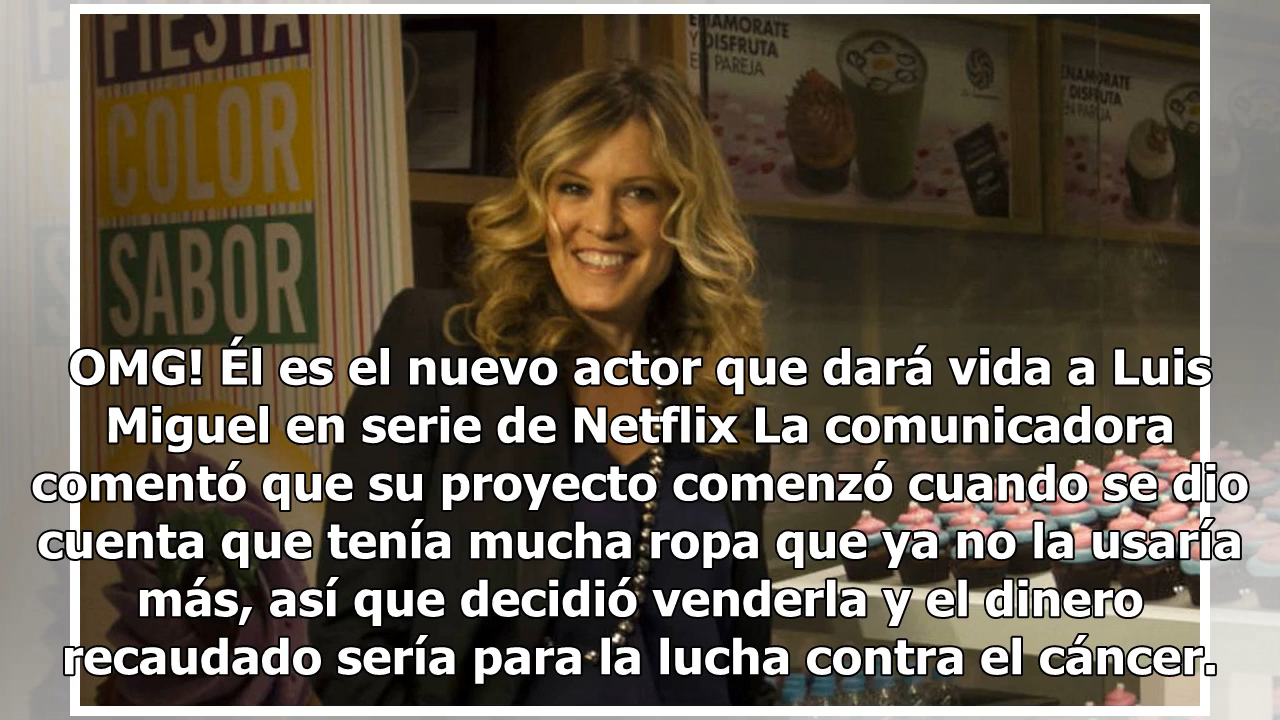 FIESTA
COLOR
SABOR
ENAMORATE
Y DISFRUTA
EN PAREJA
ENAMORATE
Y DISFRUTA
EN PAREJA
OMG! Él es el nuevo actor que dará vida a Luis
Miguel en serie de Netflix La comunicadora
comentó que su proyecto comenzó cuando se dio
cuenta que tenía mucha ropa que ya no la usaría
más, así que decidió venderla y el dinero
recaudado sería para la lucha contra el cáncer.